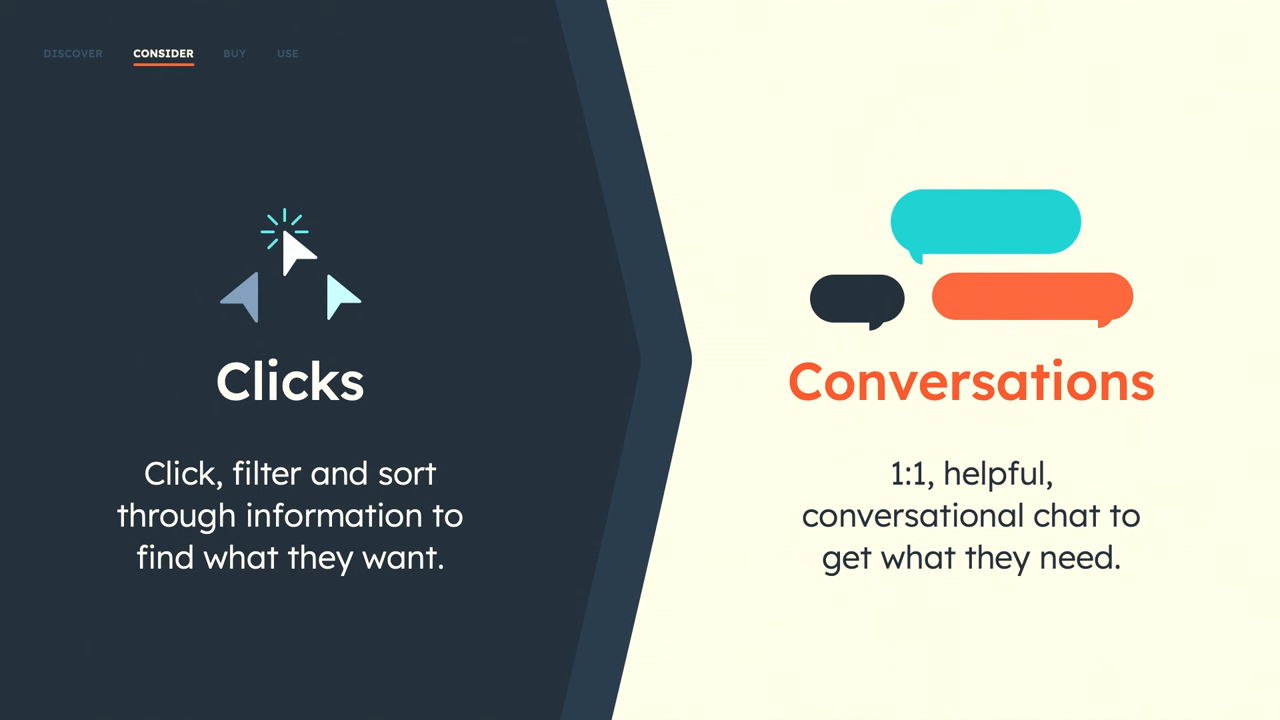 DISCOVER CONSIDER BUY USE
Clicks
Click, filter and sort
through information to
find what they want.
Conversations
1:1, helpful,
conversational chat to
get what they need.